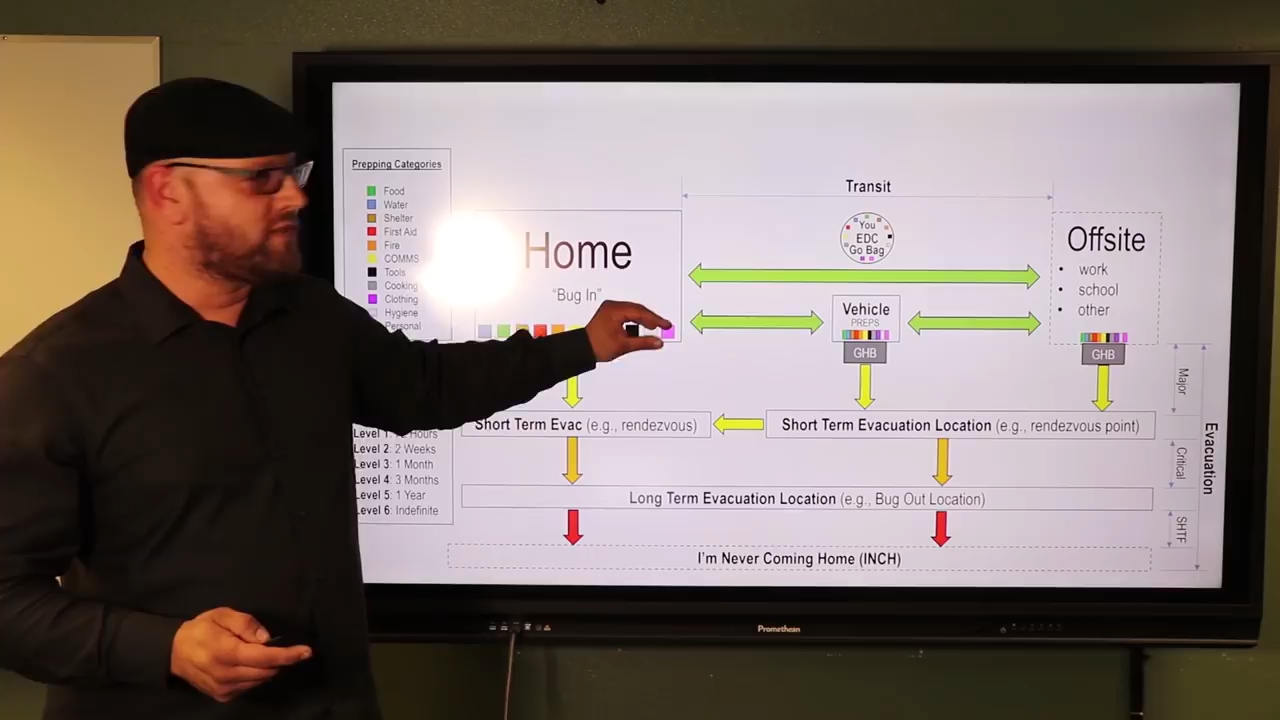 Prepping Categories
Food
Water
Shelter
First Aid
Fire
COMMS
Tools
Cooking
Clothing
Hygiene
Personal
Level 2: 2 Weeks
Level 3: 1 Month
Level 4: 3 Months
Level 5: 1 Year
Level 6: Indefinite
Home
“Bug In”
Transit
You
EDC
Go Bag
Vehicle
PREPS
GHB
Offsite
• work
• school
• other
GHB
Short Term Evac (e.g., rendezvous)
Short Term Evacuation Location (e.g., rendezvous point)
Long Term Evacuation Location (e.g., Bug Out Location)
I'm Never Coming Home (INCH)
Major
Critical
SHTF
Evacuation
Promethean